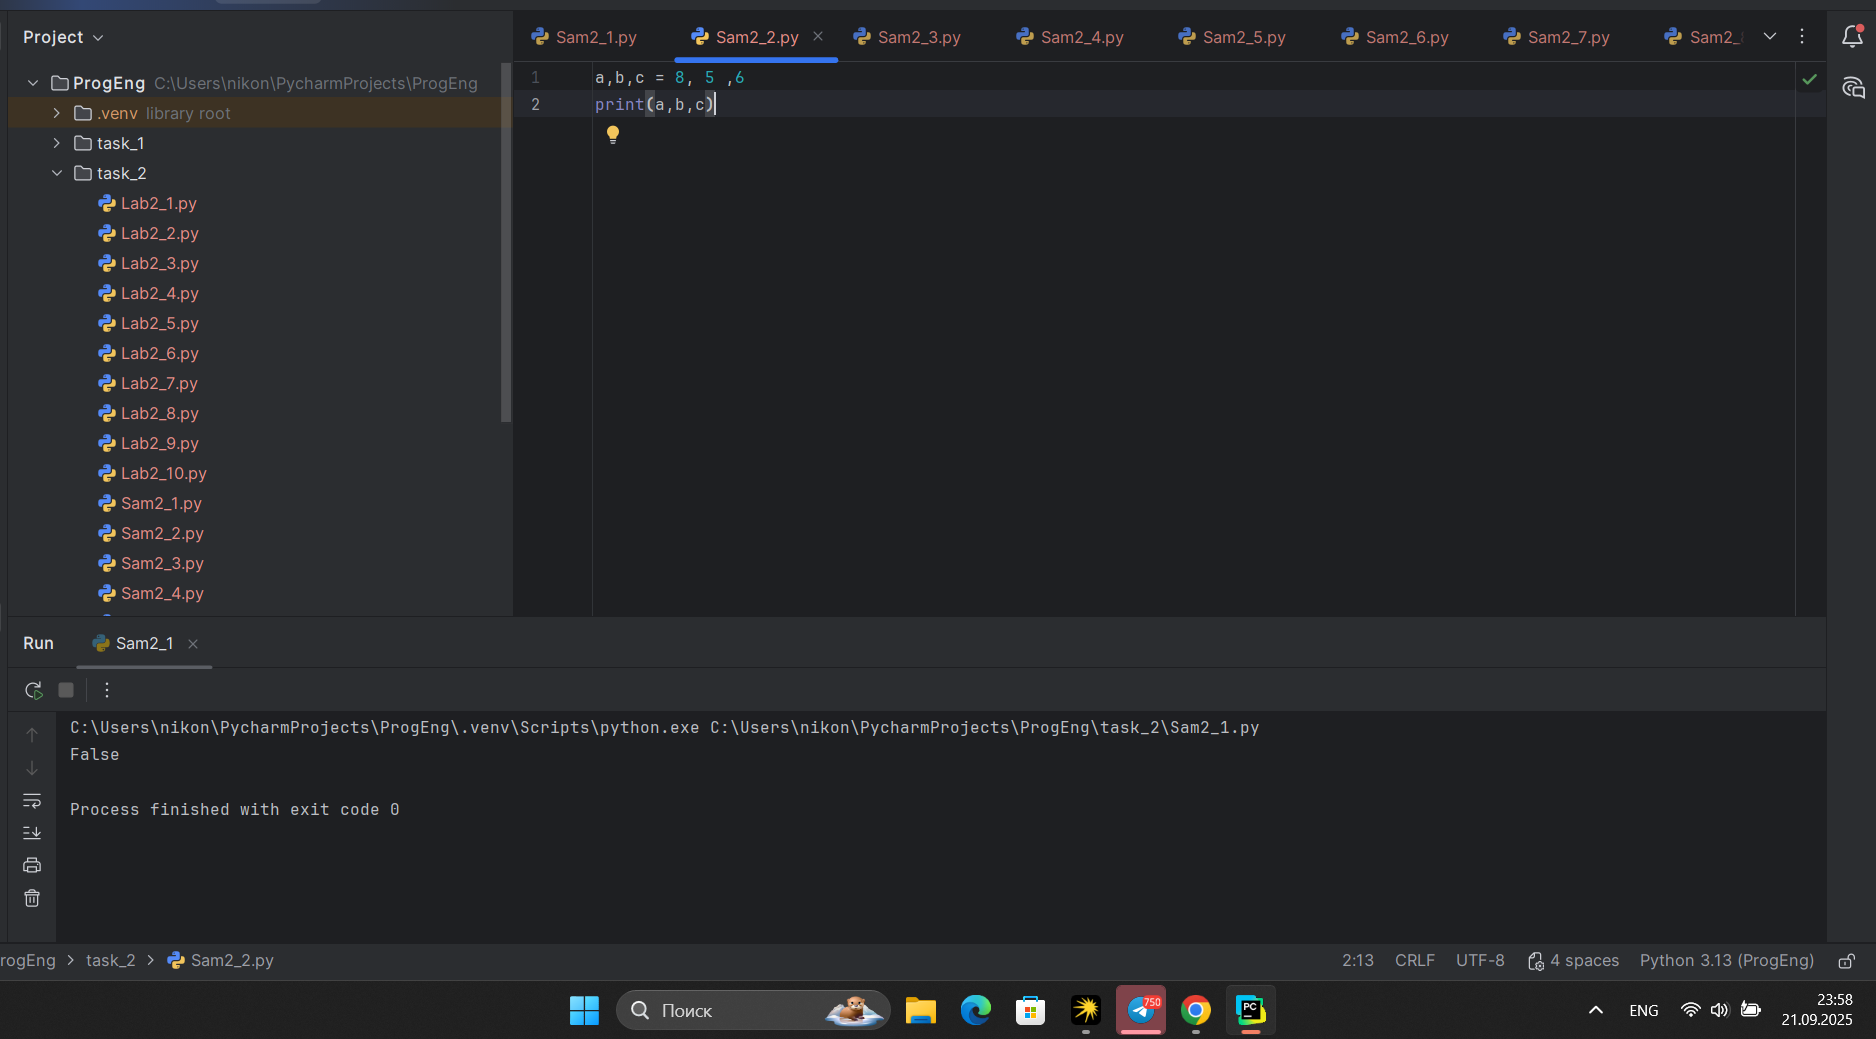 Project
Sam2_1.py Sam2_2.py Sam2_3.py Sam2_4.py Sam2_5.py Sam2_6.py Sam2_7.py Sam2_
ProgEng C:\Users\nikon\PycharmProjects\ProgEng
.venv library root
task_1
task_2
Lab2_1.py
Lab2_2.py
Lab2_3.py
Lab2_4.py
Lab2_5.py
Lab2_6.py
Lab2_7.py
Lab2_8.py
Lab2_9.py
Lab2_10.py
Sam2_1.py
Sam2_2.py
Sam2_3.py
Sam2_4.py
1 a,b,c = 8, 5 ,6
2 print(a,b,c)
Run Sam2_1
C:\Users\nikon\PycharmProjects\ProgEng\.venv\Scripts\python.exe C:\Users\nikon\PycharmProjects\ProgEng\task_2\Sam2_1.py
False
Process finished with exit code 0
rogEng > task_2 > Sam2_2.py 2:13 CRLF UTF-8 4 spaces Python 3.13 (ProgEng)
Поиск 750 PC ENG 23:58
21.09.2025